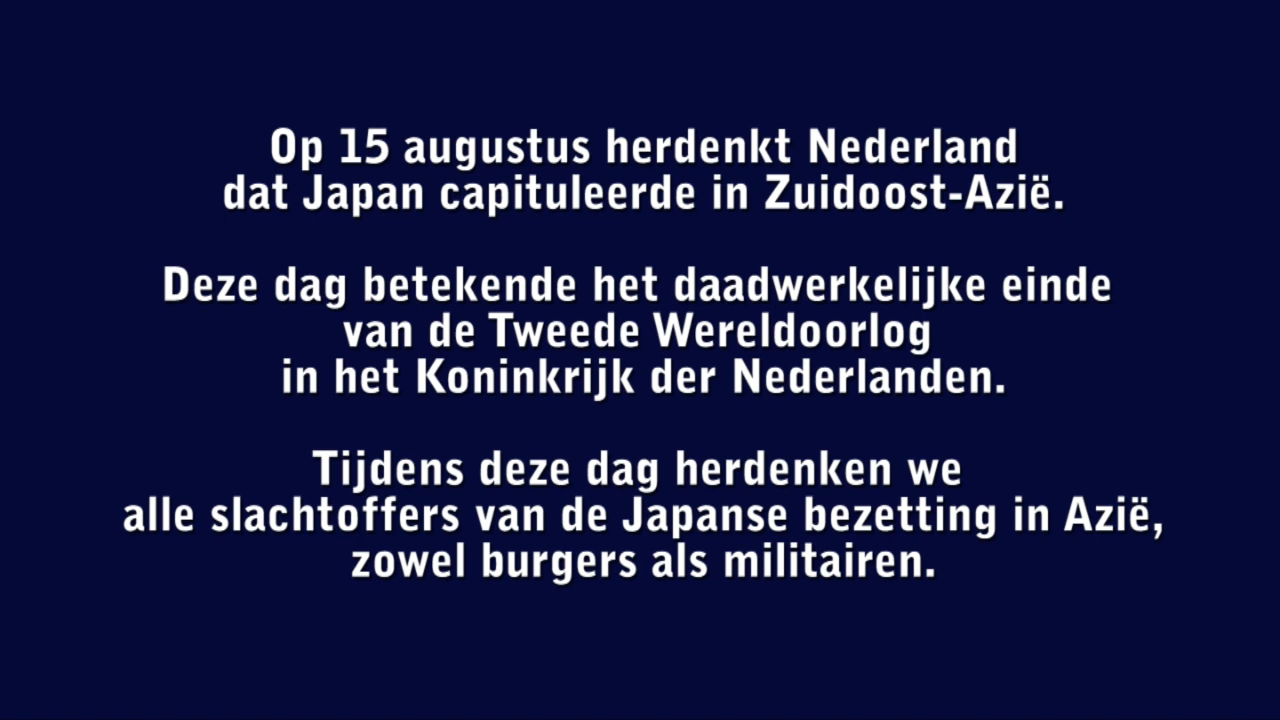 Op 15 augustus herdenkt Nederland
dat Japan capituleerde in Zuidoost-Azië.
Deze dag betekende het daadwerkelijke einde
van de Tweede Wereldoorlog
in het Koninkrijk der Nederlanden.
Tijdens deze dag herdenken we
alle slachtoffers van de Japanse bezetting in Azië,
zowel burgers als militairen.